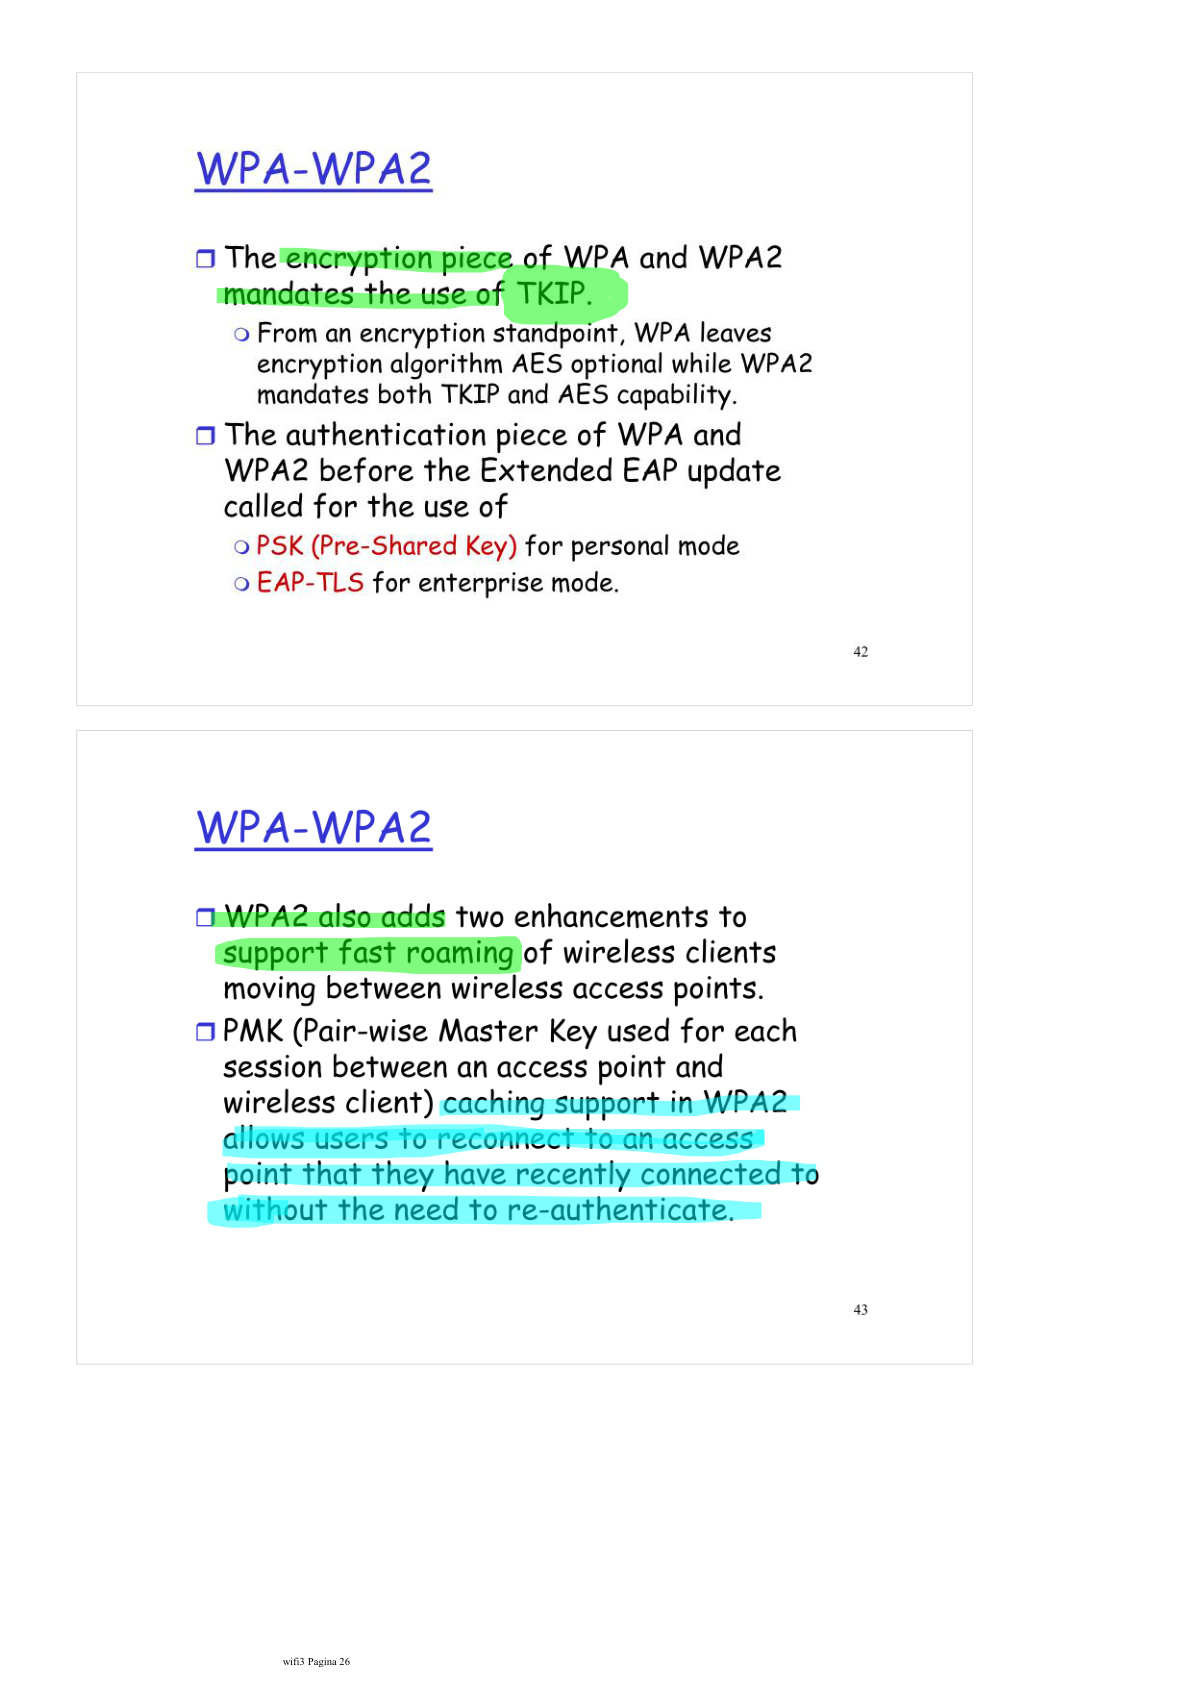 WPA-WPA2
The encryption piece of WPA and WPA2
mandates the use of TKIP.
From an encryption standpoint, WPA leaves
encryption algorithm AES optional while WPA2
mandates both TKIP and AES capability.
The authentication piece of WPA and
WPA2 before the Extended EAP update
called for the use of
PSK (Pre-Shared Key) for personal mode
EAP-TLS for enterprise mode.
42
WPA-WPA2
WPA2 also adds two enhancements to
support fast roaming of wireless clients
moving between wireless access points.
PMK (Pair-wise Master Key used for each
session between an access point and
wireless client) caching support in WPA2
allows users to reconnect to an access
point that they have recently connected to
without the need to re-authenticate.
43
wifi3 Pagina 26